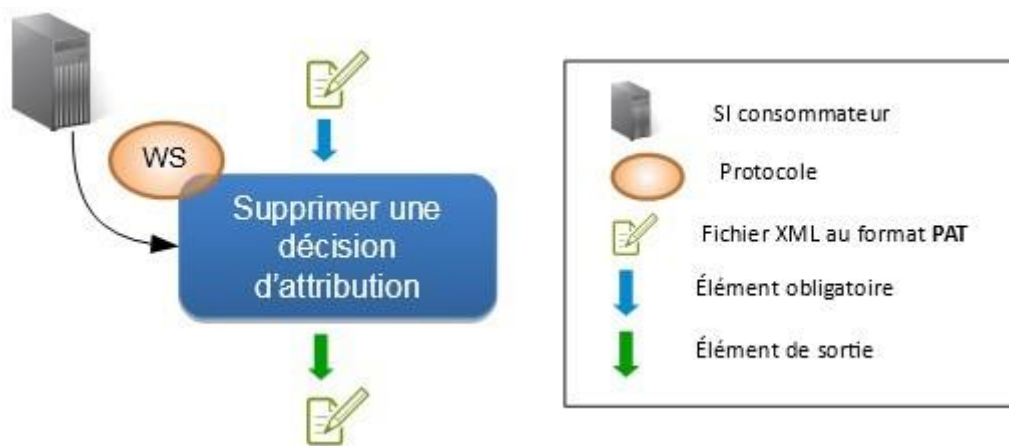 WS
Supprimer une
décision
d'attribution
SI consommateur
Protocole
Fichier XML au format PAT
Élément obligatoire
Élément de sortie